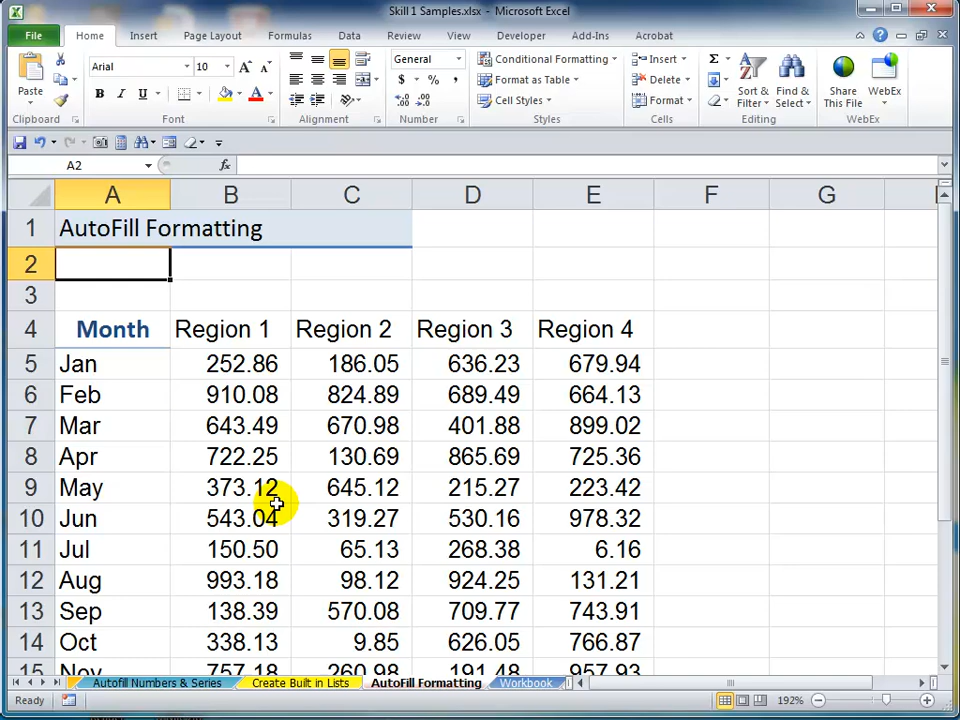 Skill 1 Samples.xlsx - Microsoft Excel
File Home Insert Page Layout Formulas Data Review View Developer Add-Ins Acrobat
Paste
Clipboard
Arial 10
B I U
Font
Alignment
General
$ % ,
Number
Conditional Formatting
Format as Table
Cell Styles
Styles
Insert
Delete
Format
Cells
Σ
Sort & Filter
Find & Select
Editing
Share This File
WebEx
WebEx
A2 fx
A B C D E F G
1 AutoFill Formatting
2
3
4 Month Region 1 Region 2 Region 3 Region 4
5 Jan 252.86 186.05 636.23 679.94
6 Feb 910.08 824.89 689.49 664.13
7 Mar 643.49 670.98 401.88 899.02
8 Apr 722.25 130.69 865.69 725.36
9 May 373.12 645.12 215.27 223.42
10 Jun 543.04 319.27 530.16 978.32
11 Jul 150.50 65.13 268.38 6.16
12 Aug 993.18 98.12 924.25 131.21
13 Sep 138.39 570.08 709.77 743.91
14 Oct 338.13 9.85 626.05 766.87
15 Nov 757.18 260.98 191.48 957.93
Autofill Numbers & Series Create Built in Lists AutoFill Formatting Workbook
Ready 192%